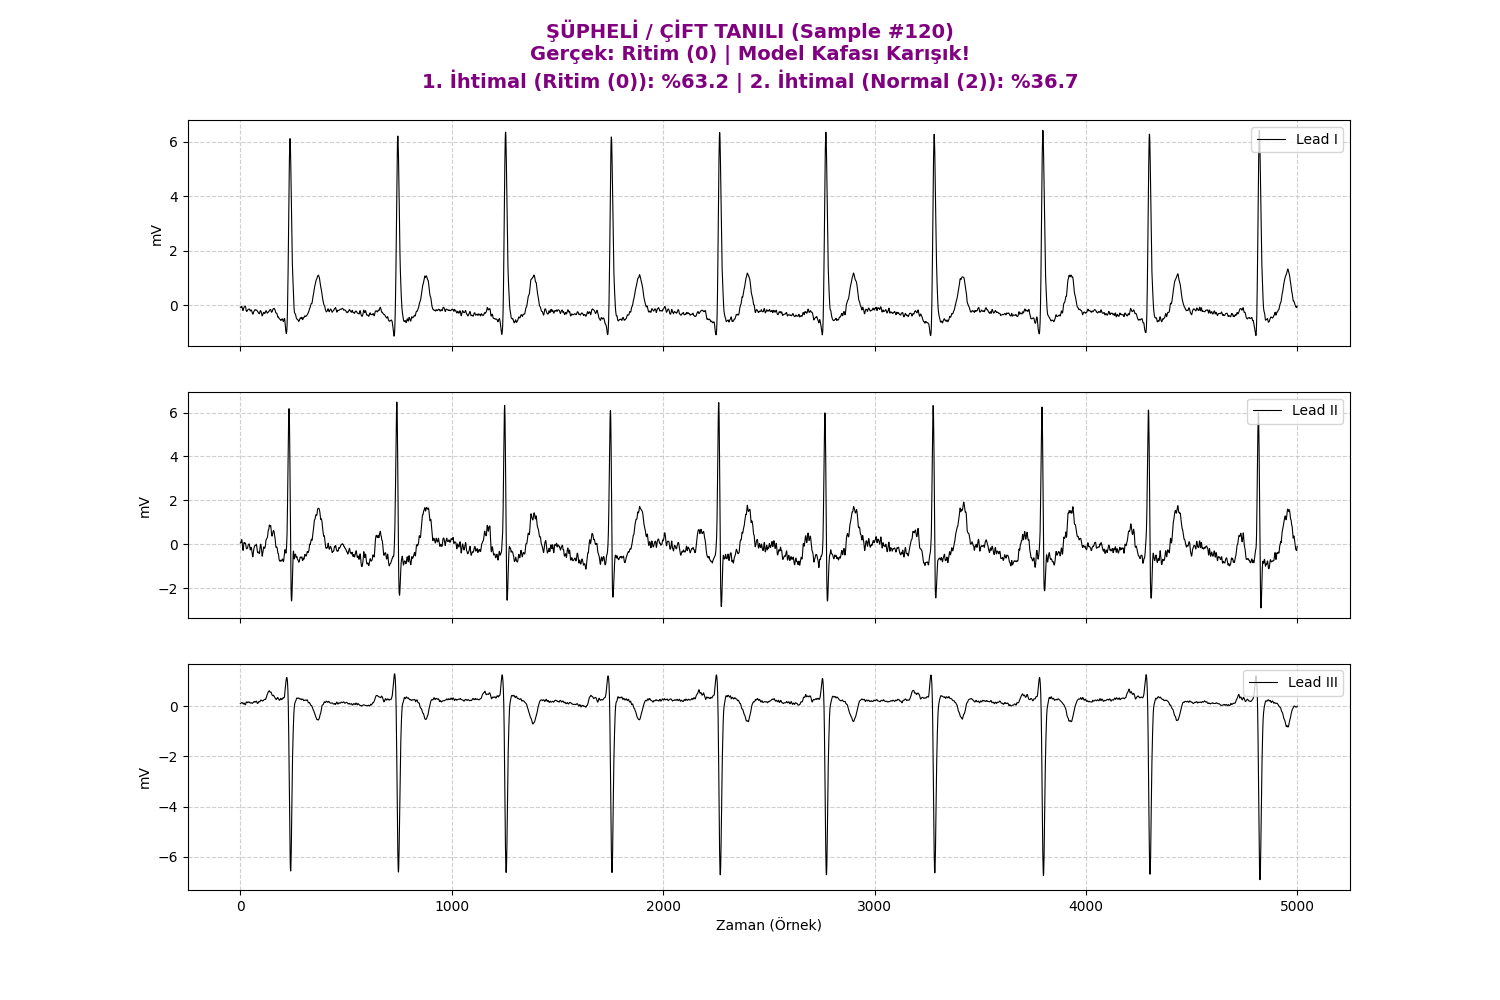 ŞÜPHELİ / ÇİFT TANILI (Sample #120)
Gerçek: Ritim (0) | Model Kafası Karışık!
1. İhtimal (Ritim (0)): %63.2 | 2. İhtimal (Normal (2)): %36.7
Lead I
6
4
2
0
mV
Lead II
6
4
2
0
−2
mV
Lead III
0
−2
−4
−6
mV
0 1000 2000 3000 4000 5000
Zaman (Örnek)